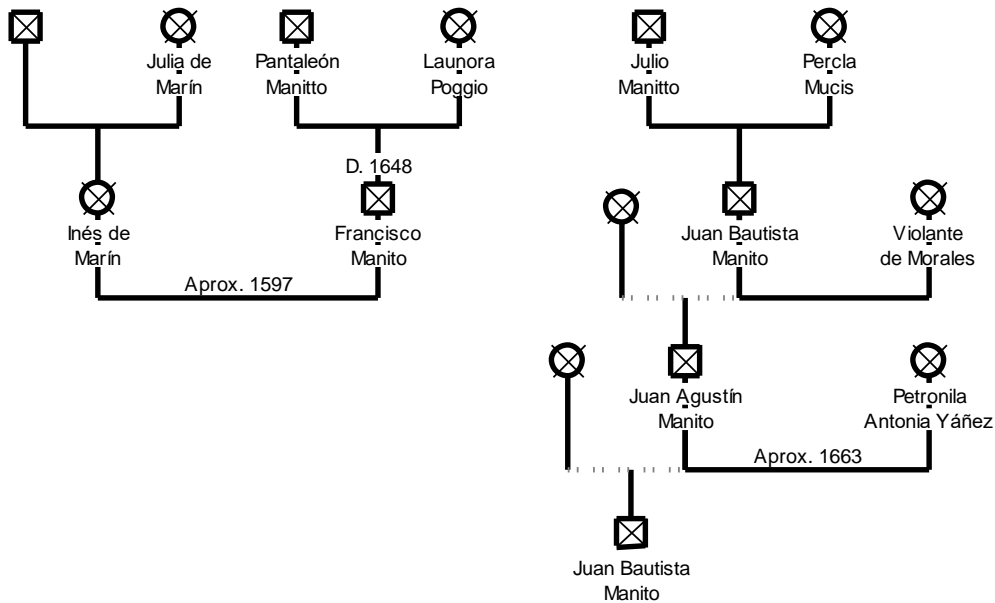 Julia de
Marín
Pantaleón
Manitto
Launora
Poggio
Julio
Manitto
Percla
Mucis
D. 1648
Inés de
Marín
Francisco
Manito
Juan Bautista
Manito
Violante
de Morales
Aprox. 1597
Juan Agustín
Manito
Petronila
Antonia Yáñez
Aprox. 1663
Juan Bautista
Manito